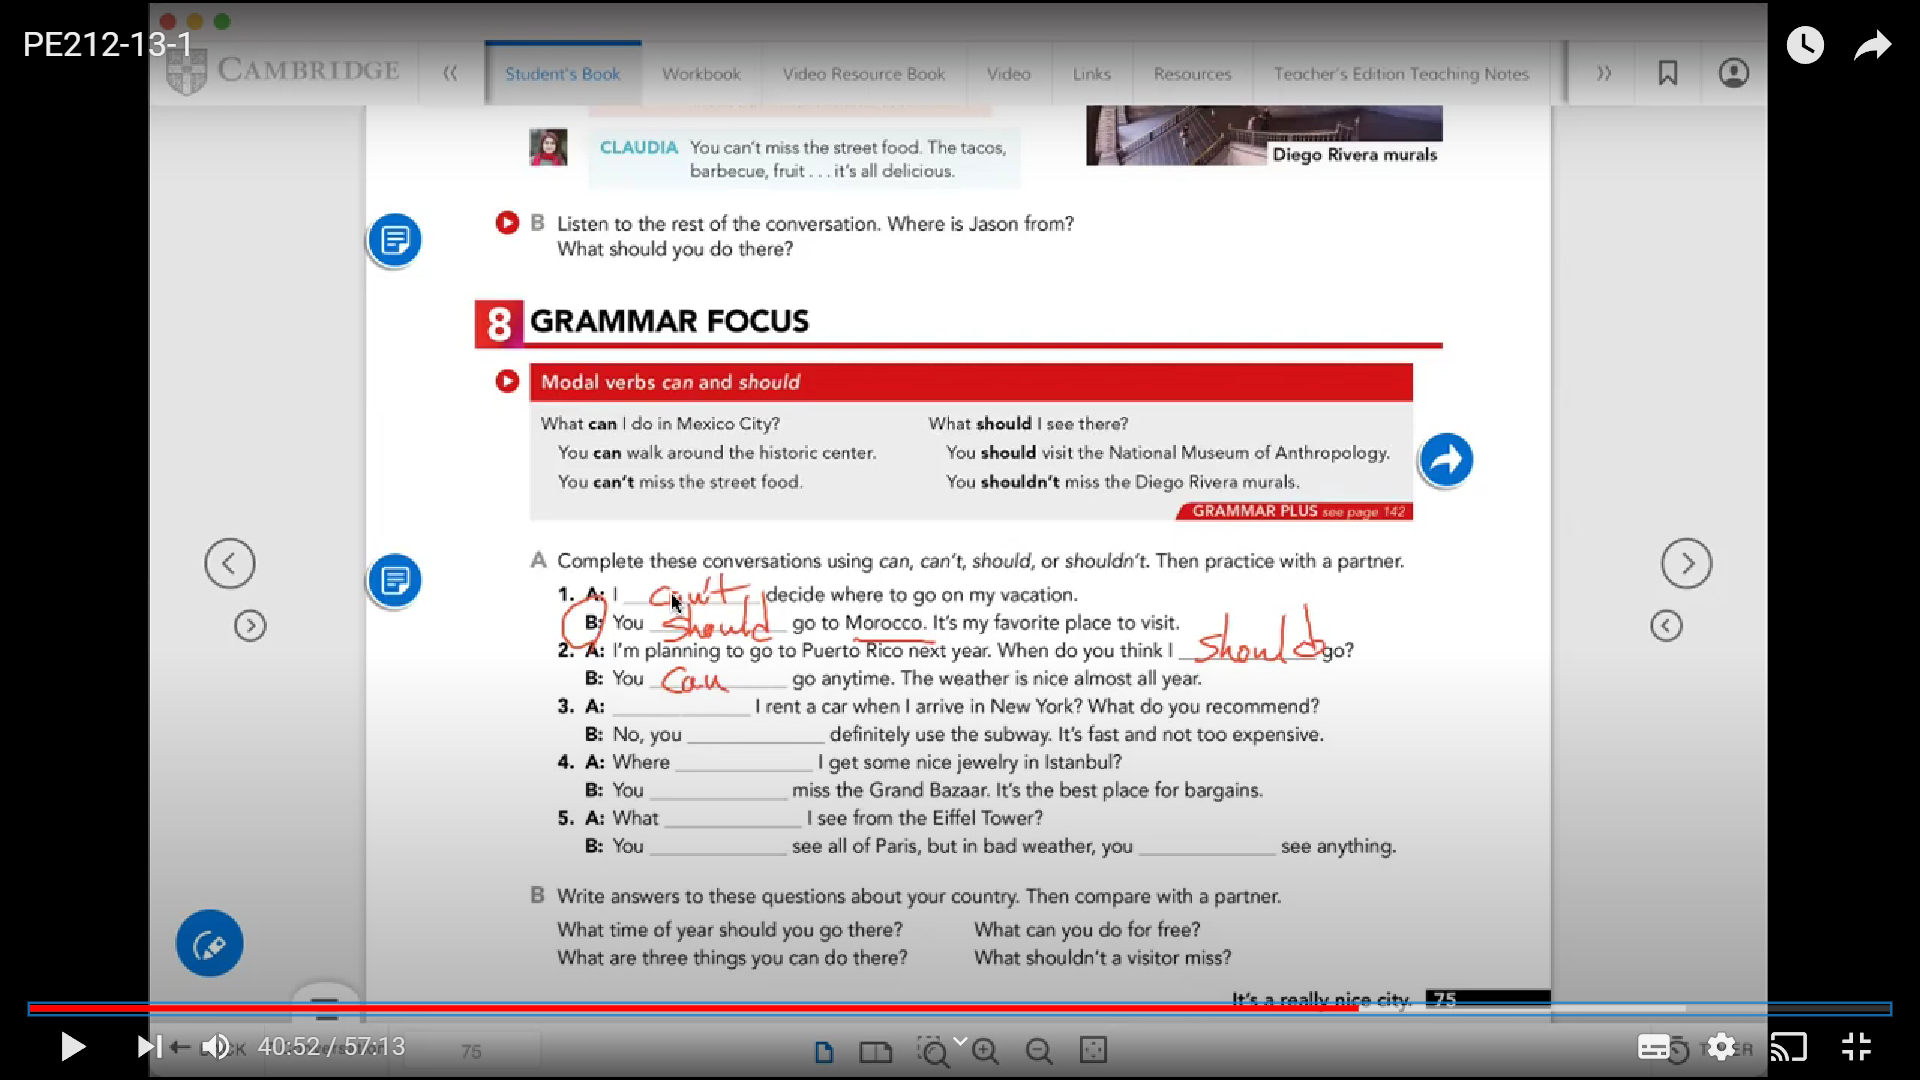 PE212-13-1
CAMBRIDGE
Student's Book Workbook Video Resource Book Video Links Resources Teacher's Edition Teaching Notes
CLAUDIA You can't miss the street food. The tacos,
barbecue, fruit . . . it's all delicious.
Diego Rivera murals
B Listen to the rest of the conversation. Where is Jason from?
What should you do there?
8 GRAMMAR FOCUS
Modal verbs can and should
What can I do in Mexico City? What should I see there?
You can walk around the historic center. You should visit the National Museum of Anthropology.
You can't miss the street food. You shouldn't miss the Diego Rivera murals.
GRAMMAR PLUS see page 142
A Complete these conversations using can, can't, should, or shouldn't. Then practice with a partner.
1. A: I can't decide where to go on my vacation.
B: You should go to Morocco. It's my favorite place to visit.
2. A: I'm planning to go to Puerto Rico next year. When do you think I should go?
B: You can go anytime. The weather is nice almost all year.
3. A: ____________ I rent a car when I arrive in New York? What do you recommend?
B: No, you ____________ definitely use the subway. It's fast and not too expensive.
4. A: Where ____________ I get some nice jewelry in Istanbul?
B: You ____________ miss the Grand Bazaar. It's the best place for bargains.
5. A: What ____________ I see from the Eiffel Tower?
B: You ____________ see all of Paris, but in bad weather, you ____________ see anything.
B Write answers to these questions about your country. Then compare with a partner.
What time of year should you go there? What can you do for free?
What are three things you can do there? What shouldn't a visitor miss?
It's a really nice city. 75
40:52 / 57:13 75